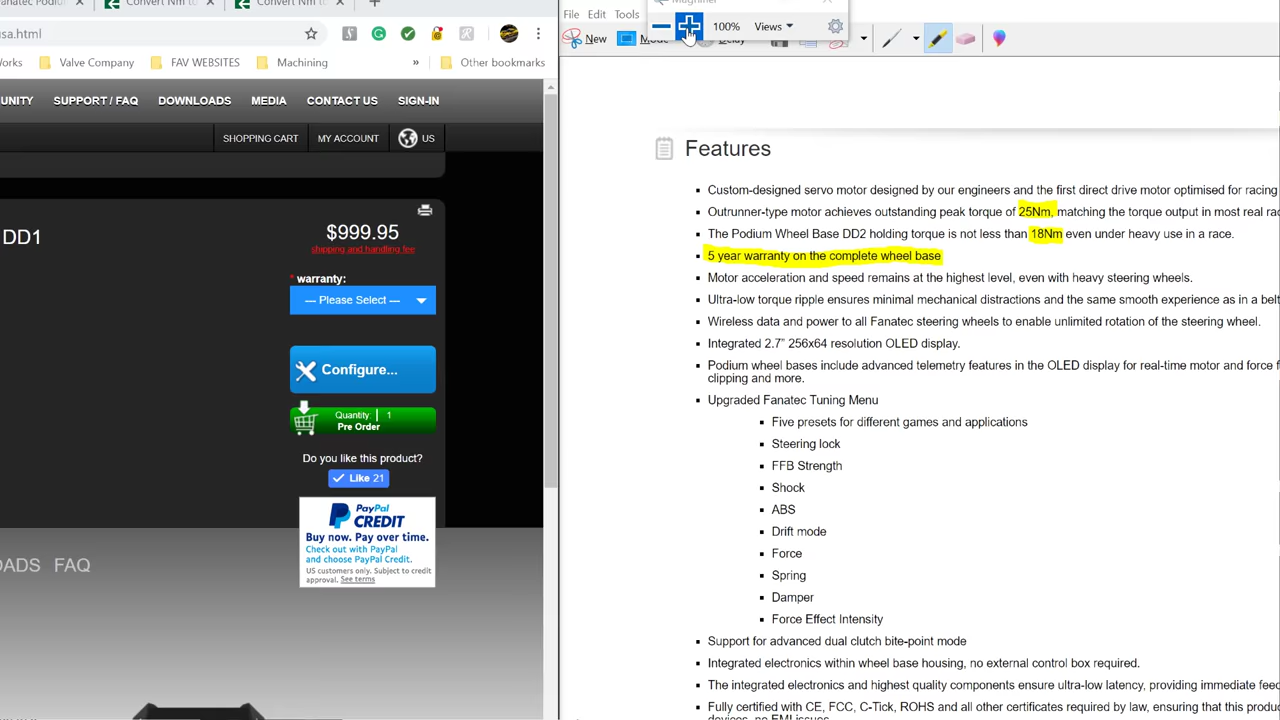 Convert Nm to
Convert Nm to
sa.html
Valve Company
FAV WEBSITES
Machining
»
Other bookmarks
UNITY
SUPPORT / FAQ
DOWNLOADS
MEDIA
CONTACT US
SIGN-IN
SHOPPING CART
MY ACCOUNT
US
DD1
$999.95
shipping and handling fee
* warranty:
--- Please Select ---
Configure...
Quantity: 1
Pre Order
Do you like this product?
Like 21
PayPal
CREDIT
Buy now. Pay over time.
Check out with PayPal
and choose PayPal Credit.
US customers only. Subject to credit
approval. See terms
OADS FAQ
100%
Views
File Edit Tools
New
Mode
Delay
Features
Custom-designed servo motor designed by our engineers and the first direct drive motor optimised for racing
Outrunner-type motor achieves outstanding peak torque of 25Nm, matching the torque output in most real ra
The Podium Wheel Base DD2 holding torque is not less than 18Nm even under heavy use in a race.
5 year warranty on the complete wheel base
Motor acceleration and speed remains at the highest level, even with heavy steering wheels.
Ultra-low torque ripple ensures minimal mechanical distractions and the same smooth experience as in a belt
Wireless data and power to all Fanatec steering wheels to enable unlimited rotation of the steering wheel.
Integrated 2.7” 256x64 resolution OLED display.
Podium wheel bases include advanced telemetry features in the OLED display for real-time motor and force f
clipping and more.
Upgraded Fanatec Tuning Menu
Five presets for different games and applications
Steering lock
FFB Strength
Shock
ABS
Drift mode
Force
Spring
Damper
Force Effect Intensity
Support for advanced dual clutch bite-point mode
Integrated electronics within wheel base housing, no external control box required.
The integrated electronics and highest quality components ensure ultra-low latency, providing immediate feed
Fully certified with CE, FCC, C-Tick, ROHS and all other certificates required by law, ensuring that this produ
devices, no EMI issues